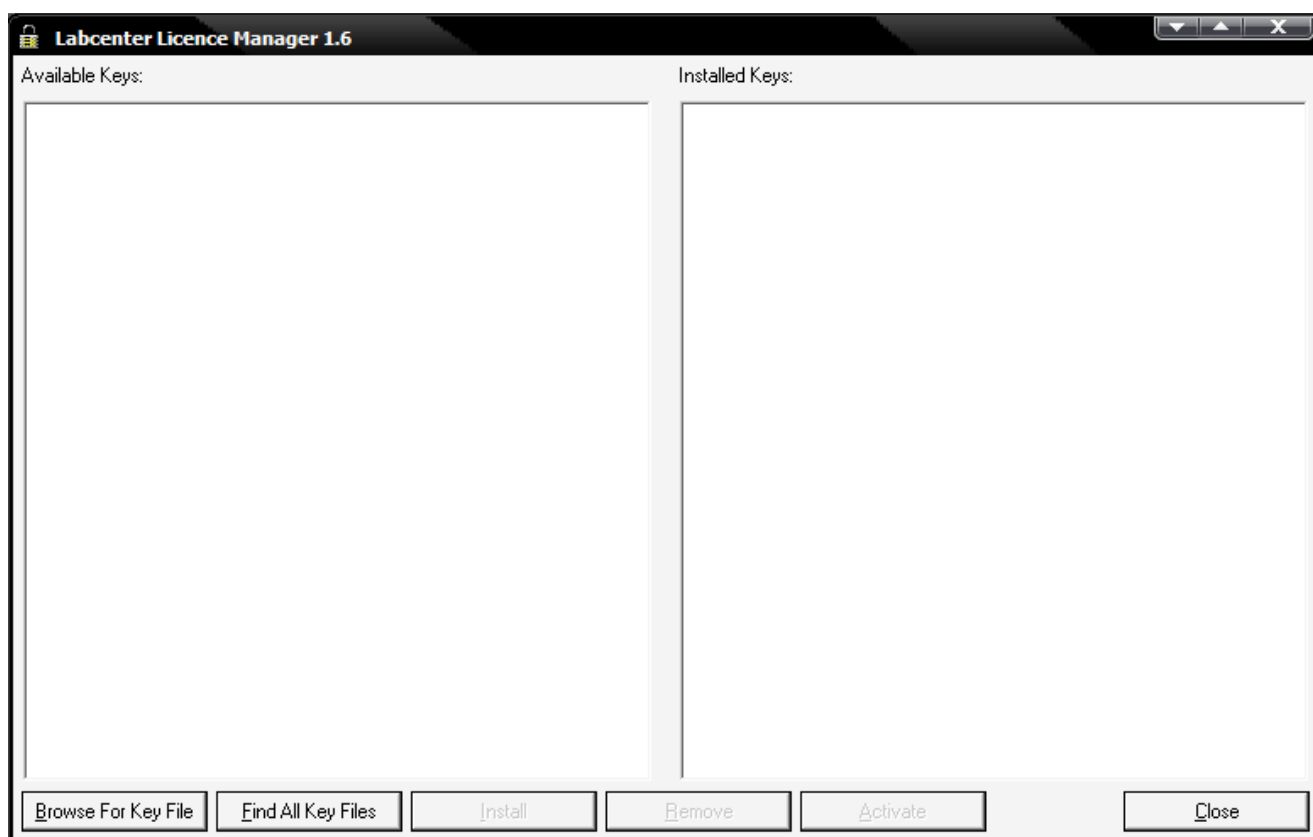 Labcenter Licence Manager 1.6
X
Available Keys:
Installed Keys:
Browse For Key File
Find All Key Files
Install
Remove
Activate
Close